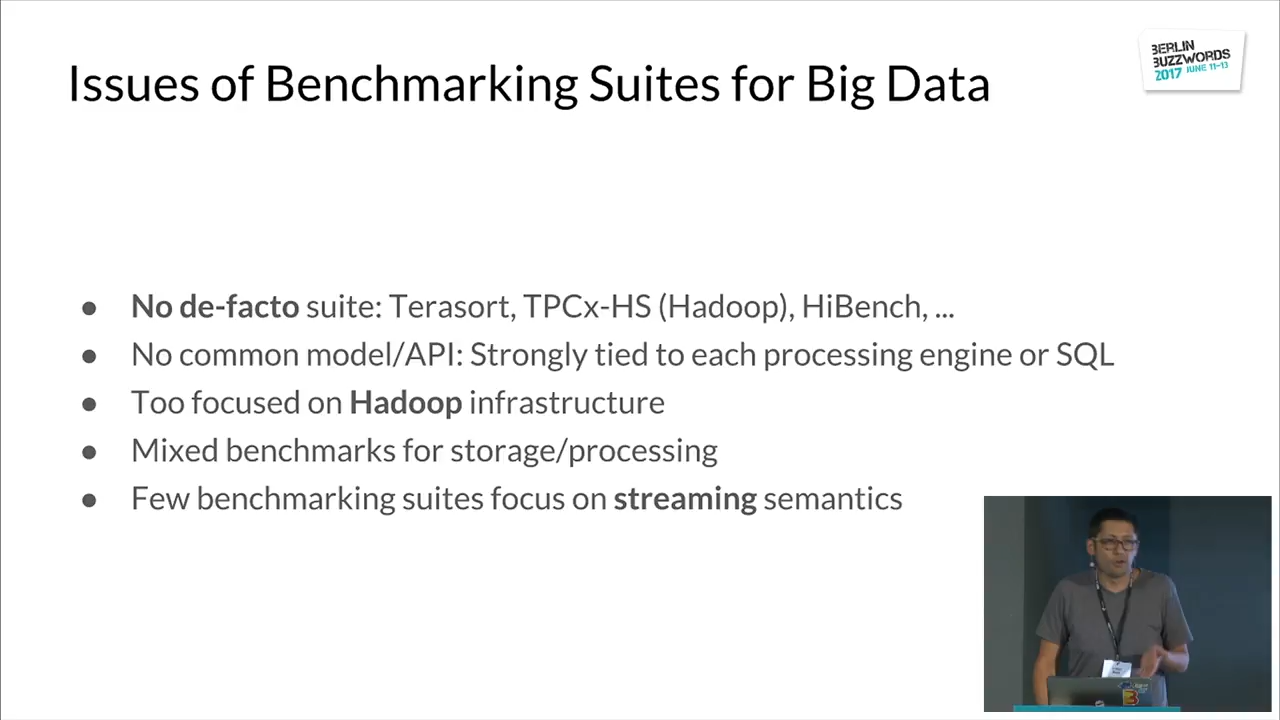 Issues of Benchmarking Suites for Big Data
BERLIN
BUZZWORDS
2017 JUNE 11-13
● No de-facto suite: Terasort, TPCx-HS (Hadoop), HiBench, ...
● No common model/API: Strongly tied to each processing engine or SQL
● Too focused on Hadoop infrastructure
● Mixed benchmarks for storage/processing
● Few benchmarking suites focus on streaming semantics